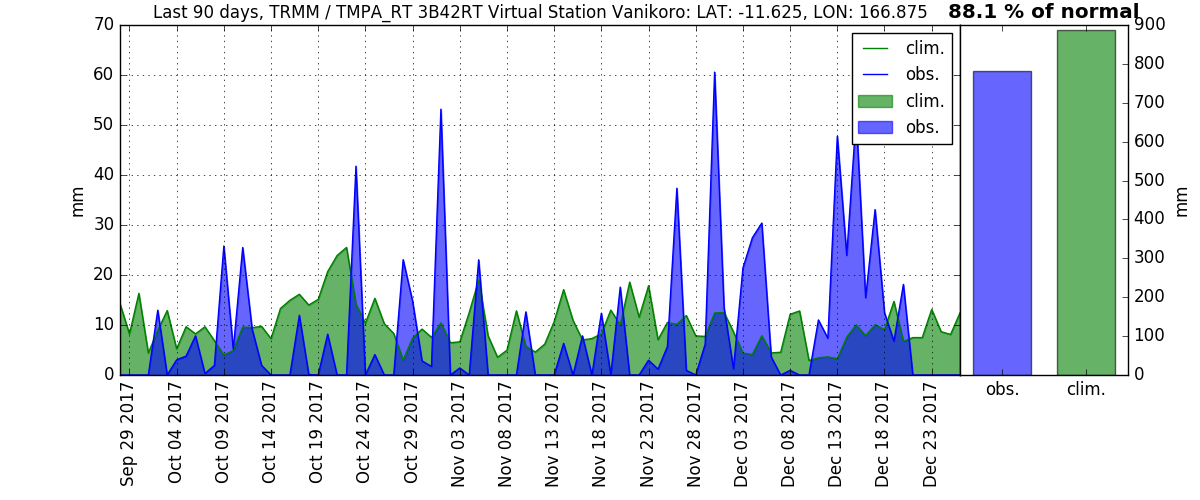 Last 90 days, TRMM / TMPA_RT 3B42RT Virtual Station Vanikoro: LAT: -11.625, LON: 166.875
88.1 % of normal
70
60
50
40
30
20
10
0
mm
clim.
obs.
clim.
obs.
900
800
700
600
500
400
300
200
100
0
mm
Sep 29 2017
Oct 04 2017
Oct 09 2017
Oct 14 2017
Oct 19 2017
Oct 24 2017
Oct 29 2017
Nov 03 2017
Nov 08 2017
Nov 13 2017
Nov 18 2017
Nov 23 2017
Nov 28 2017
Dec 03 2017
Dec 08 2017
Dec 13 2017
Dec 18 2017
Dec 23 2017
obs.
clim.